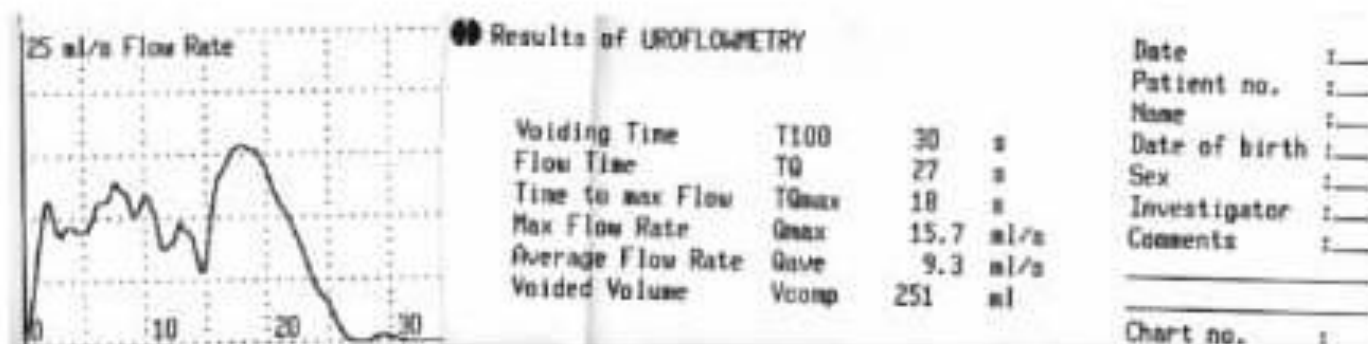 25 ml/s Flow Rate
0 10 20 30
Results of UROFLOWMETRY
Voiding Time T100 30 s
Flow Time TQ 27 s
Time to max Flow TQmax 18 s
Max Flow Rate Qmax 15.7 ml/s
Average Flow Rate Qave 9.3 ml/s
Voided Volume Vcomp 251 ml
Date :
Patient no. :
Name :
Date of birth :
Sex :
Investigator :
Comments :
Chart no. :